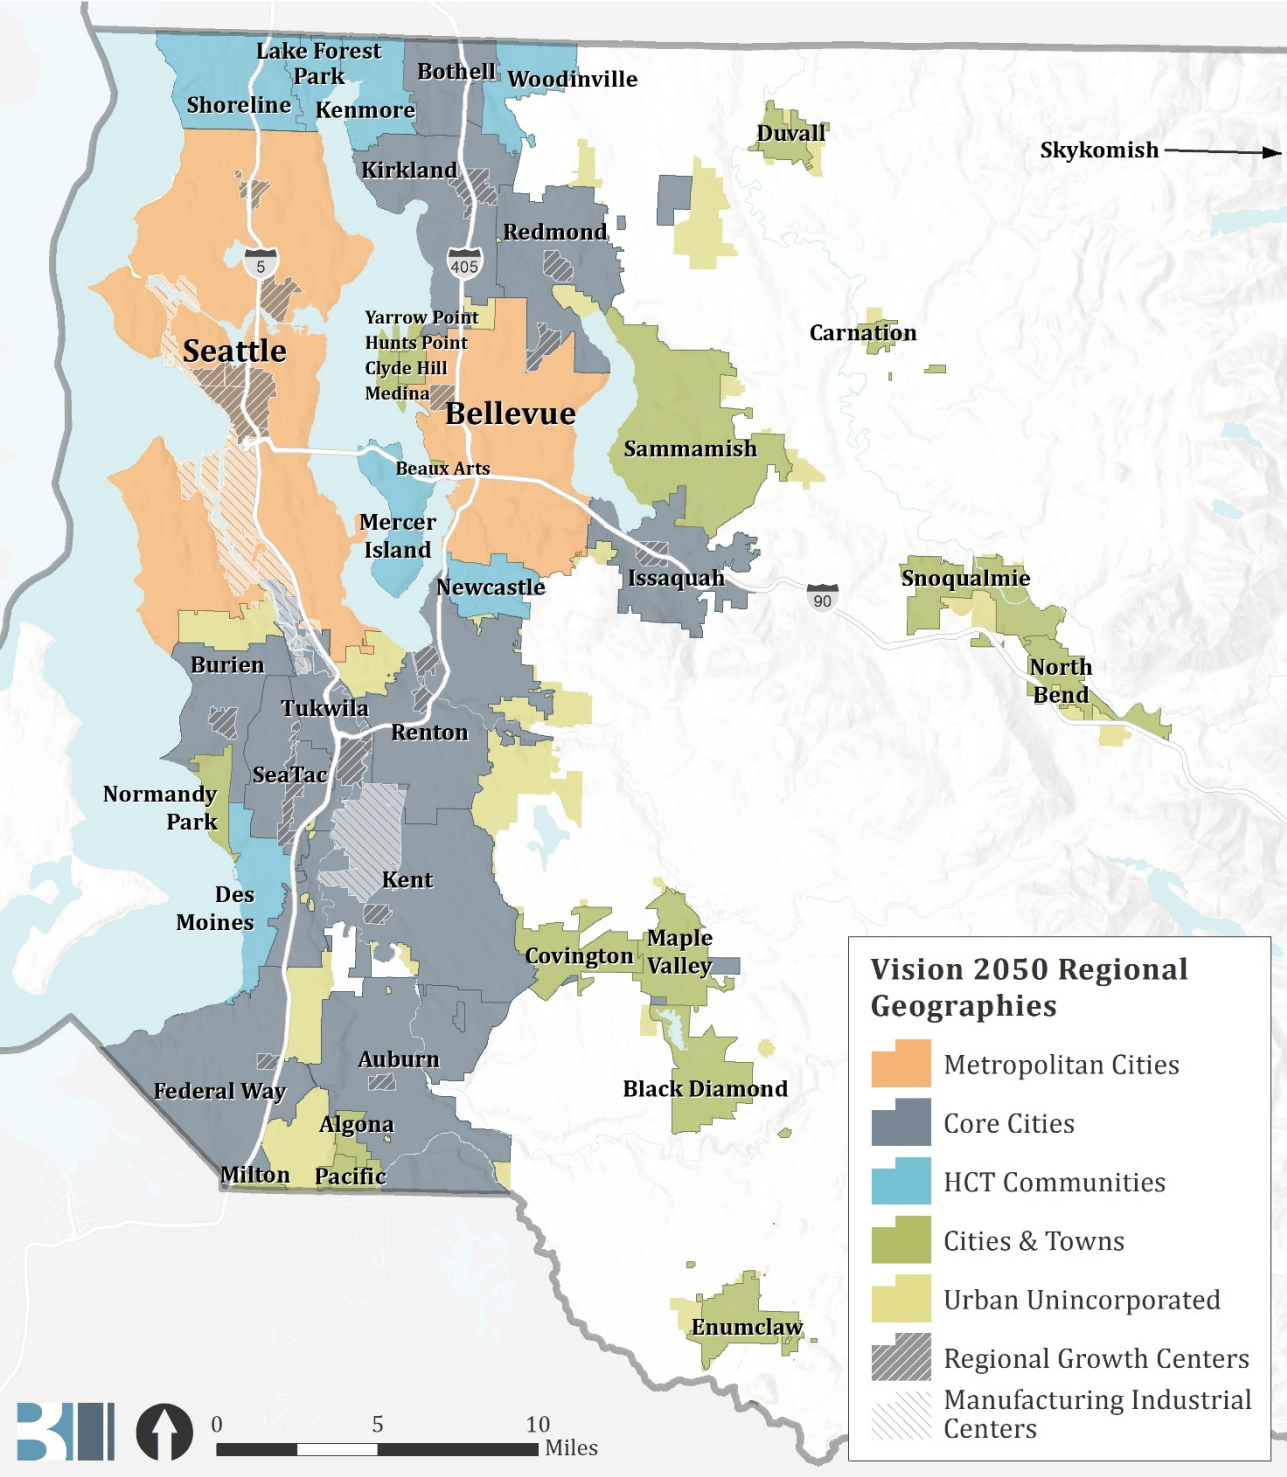 Lake Forest
Park
Bothell
Woodinville
Shoreline
Kenmore
Duvall
Skykomish
Kirkland
Redmond
5
405
Yarrow Point
Hunts Point
Clyde Hill
Medina
Carnation
Seattle
Bellevue
Sammamish
Beaux Arts
Mercer
Island
Newcastle
Issaquah
Snoqualmie
90
Burien
North
Bend
Tukwila
Renton
SeaTac
Normandy
Park
Kent
Des
Moines
Covington
Maple
Valley
Auburn
Federal Way
Black Diamond
Algona
Milton
Pacific
Enumclaw
Vision 2050 Regional
Geographies
Metropolitan Cities
Core Cities
HCT Communities
Cities & Towns
Urban Unincorporated
Regional Growth Centers
Manufacturing Industrial
Centers
0 5 10
Miles